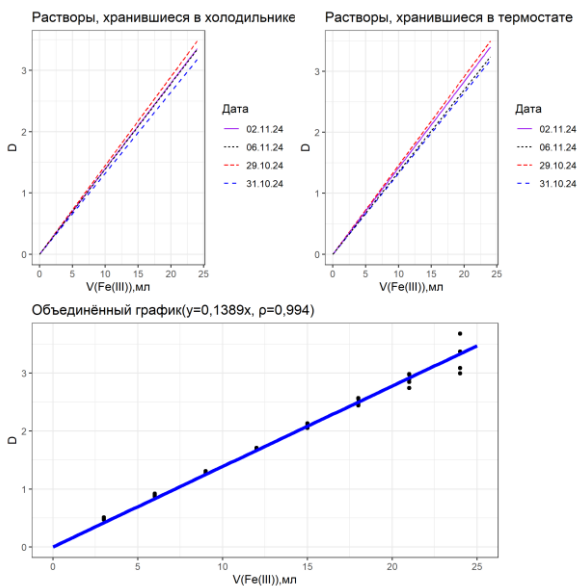 Растворы, хранившиеся в холодильнике
D
3
2
1
0
0 5 10 15 20 25
V(Fe(III)),мл
Дата
02.11.24
06.11.24
29.10.24
31.10.24
Растворы, хранившиеся в термостате
D
3
2
1
0
0 5 10 15 20 25
V(Fe(III)),мл
Дата
02.11.24
06.11.24
29.10.24
31.10.24
Объединённый график(y=0,1389x, ρ=0,994)
D
3
2
1
0
0 5 10 15 20 25
V(Fe(III)),мл